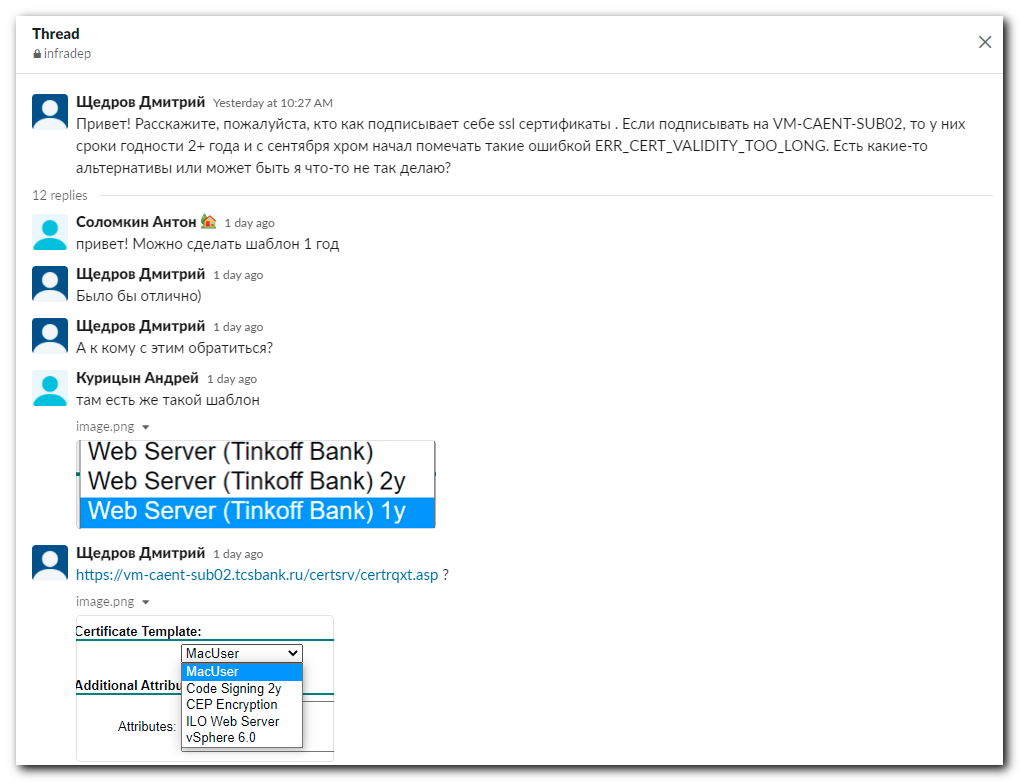 Thread
infradep
Щедров Дмитрий Yesterday at 10:27 AM
Привет! Расскажите, пожалуйста, кто как подписывает себе ssl сертификаты . Если подписывать на VM-CAENT-SUB02, то у них
сроки годности 2+ года и с сентября хром начал помечать такие ошибкой ERR_CERT_VALIDITY_TOO_LONG. Есть какие-то
альтернативы или может быть я что-то не так делаю?
12 replies
Соломкин Антон 1 day ago
привет! Можно сделать шаблон 1 год
Щедров Дмитрий 1 day ago
Было бы отлично)
Щедров Дмитрий 1 day ago
А к кому с этим обратиться?
Курицын Андрей 1 day ago
там есть же такой шаблон
image.png
Web Server (Tinkoff Bank)
Web Server (Tinkoff Bank) 2y
Web Server (Tinkoff Bank) 1y
Щедров Дмитрий 1 day ago
https://vm-caent-sub02.tcsbank.ru/certsrv/certrqxt.asp ?
image.png
Certificate Template:
MacUser
MacUser
Additional Attribu
Code Signing 2y
CEP Encryption
Attributes:
ILO Web Server
vSphere 6.0